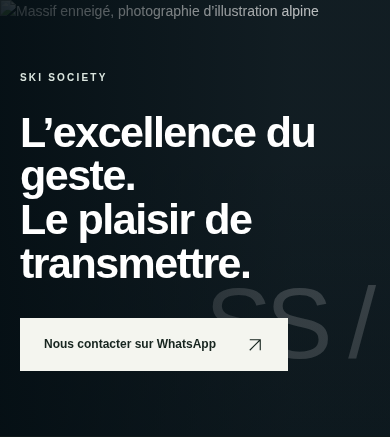 Massif enneigé, photographie d’illustration alpine
SKI SOCIETY
L’excellence du
geste.
Le plaisir de
transmettre.
SS /
Nous contacter sur WhatsApp